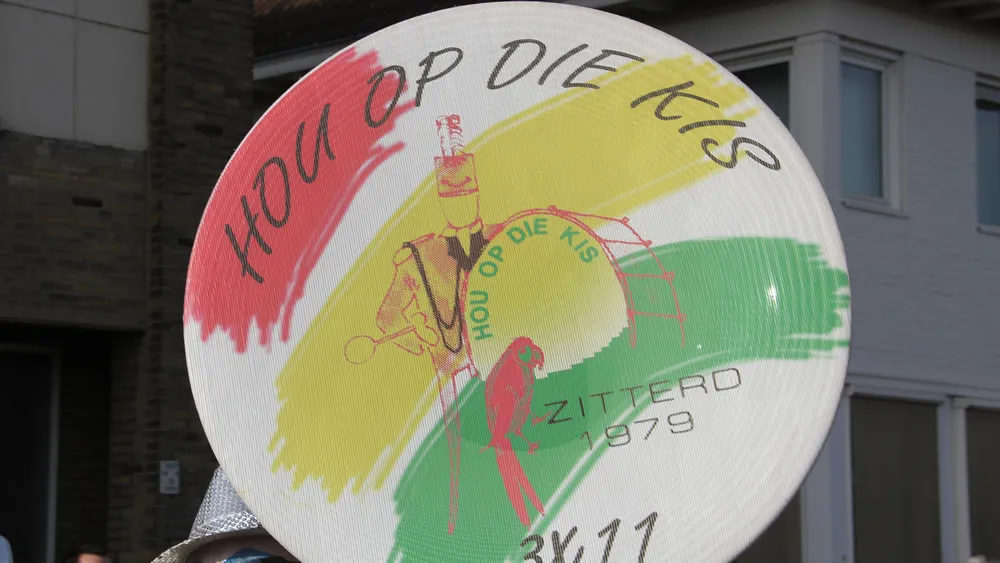 HOU OP DIE KIS
HOU OP DIE KIS
ZITTERD
1979
3x11